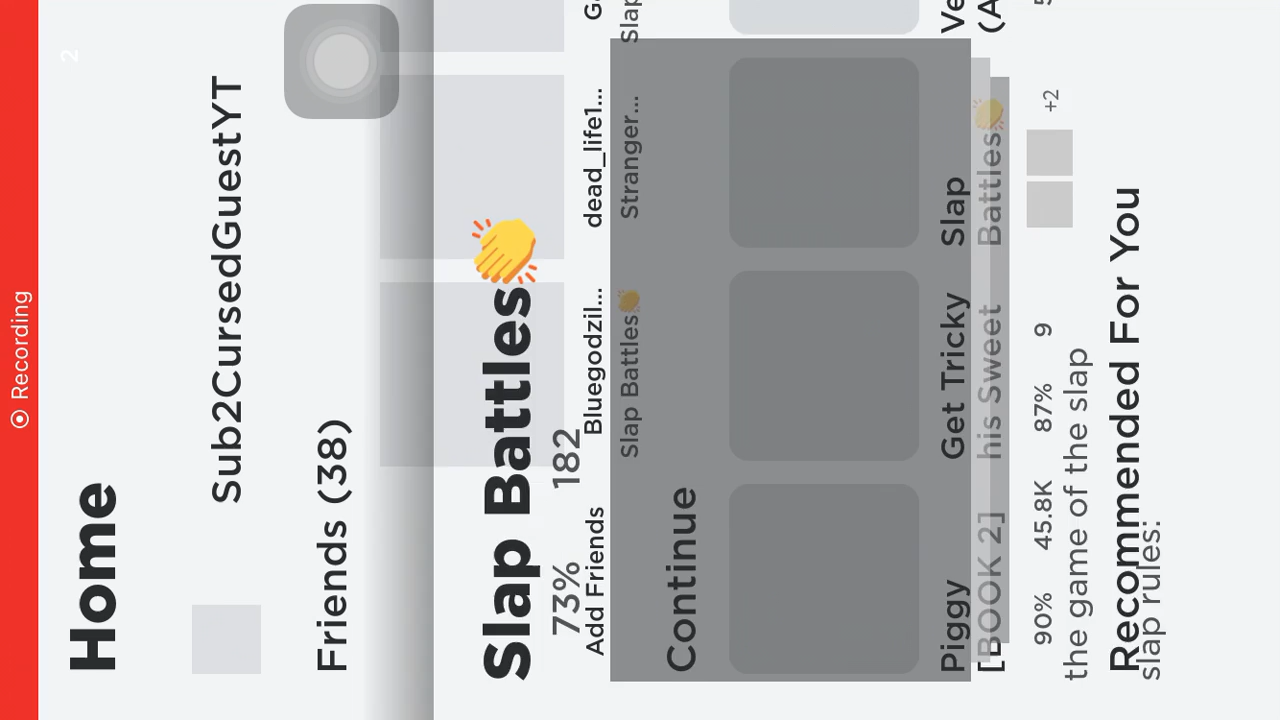 Recording
Home
2
Sub2CursedGuestYT
Friends (38)
Slap Battles👏
73% 182
Add Friends Bluegodzil... dead_life1...
Slap Battles👏 Stranger... Slap
Continue
Piggy Get Tricky Slap
[BOOK 2] his Sweet Battles👏
90% 45.8K 87% 9 +2
the game of the slap
Recommended For You
slap rules: